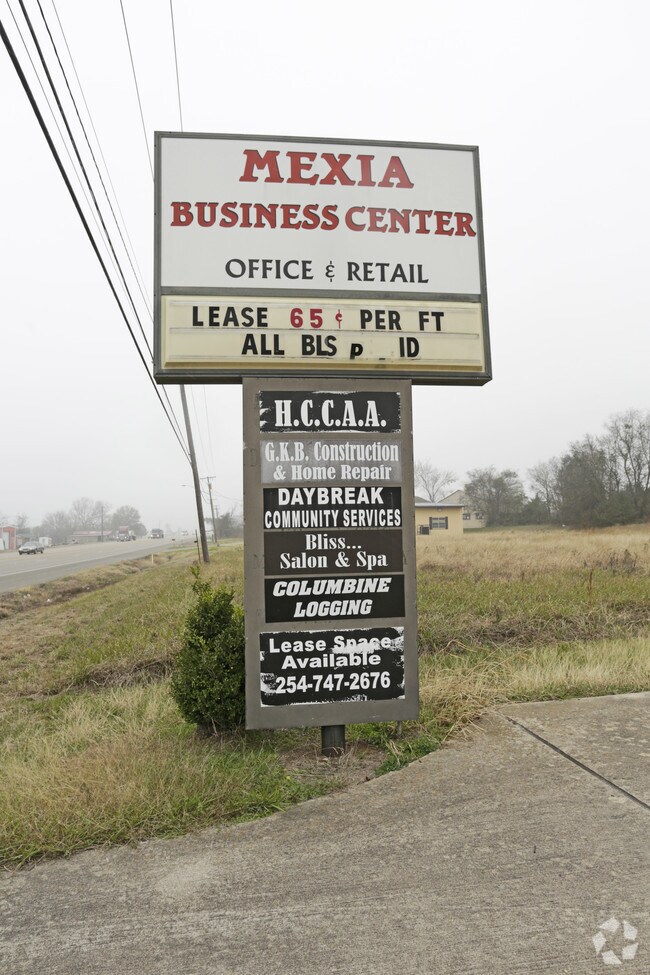 MEXIA
BUSINESS CENTER
OFFICE & RETAIL
LEASE 65¢ PER FT
ALL BLS P ID
H.C.C.A.A.
G.K.B. Construction
& Home Repair
DAYBREAK
COMMUNITY SERVICES
Bliss...
Salon & Spa
COLUMBINE
LOGGING
Lease Space
Available
254-747-2676